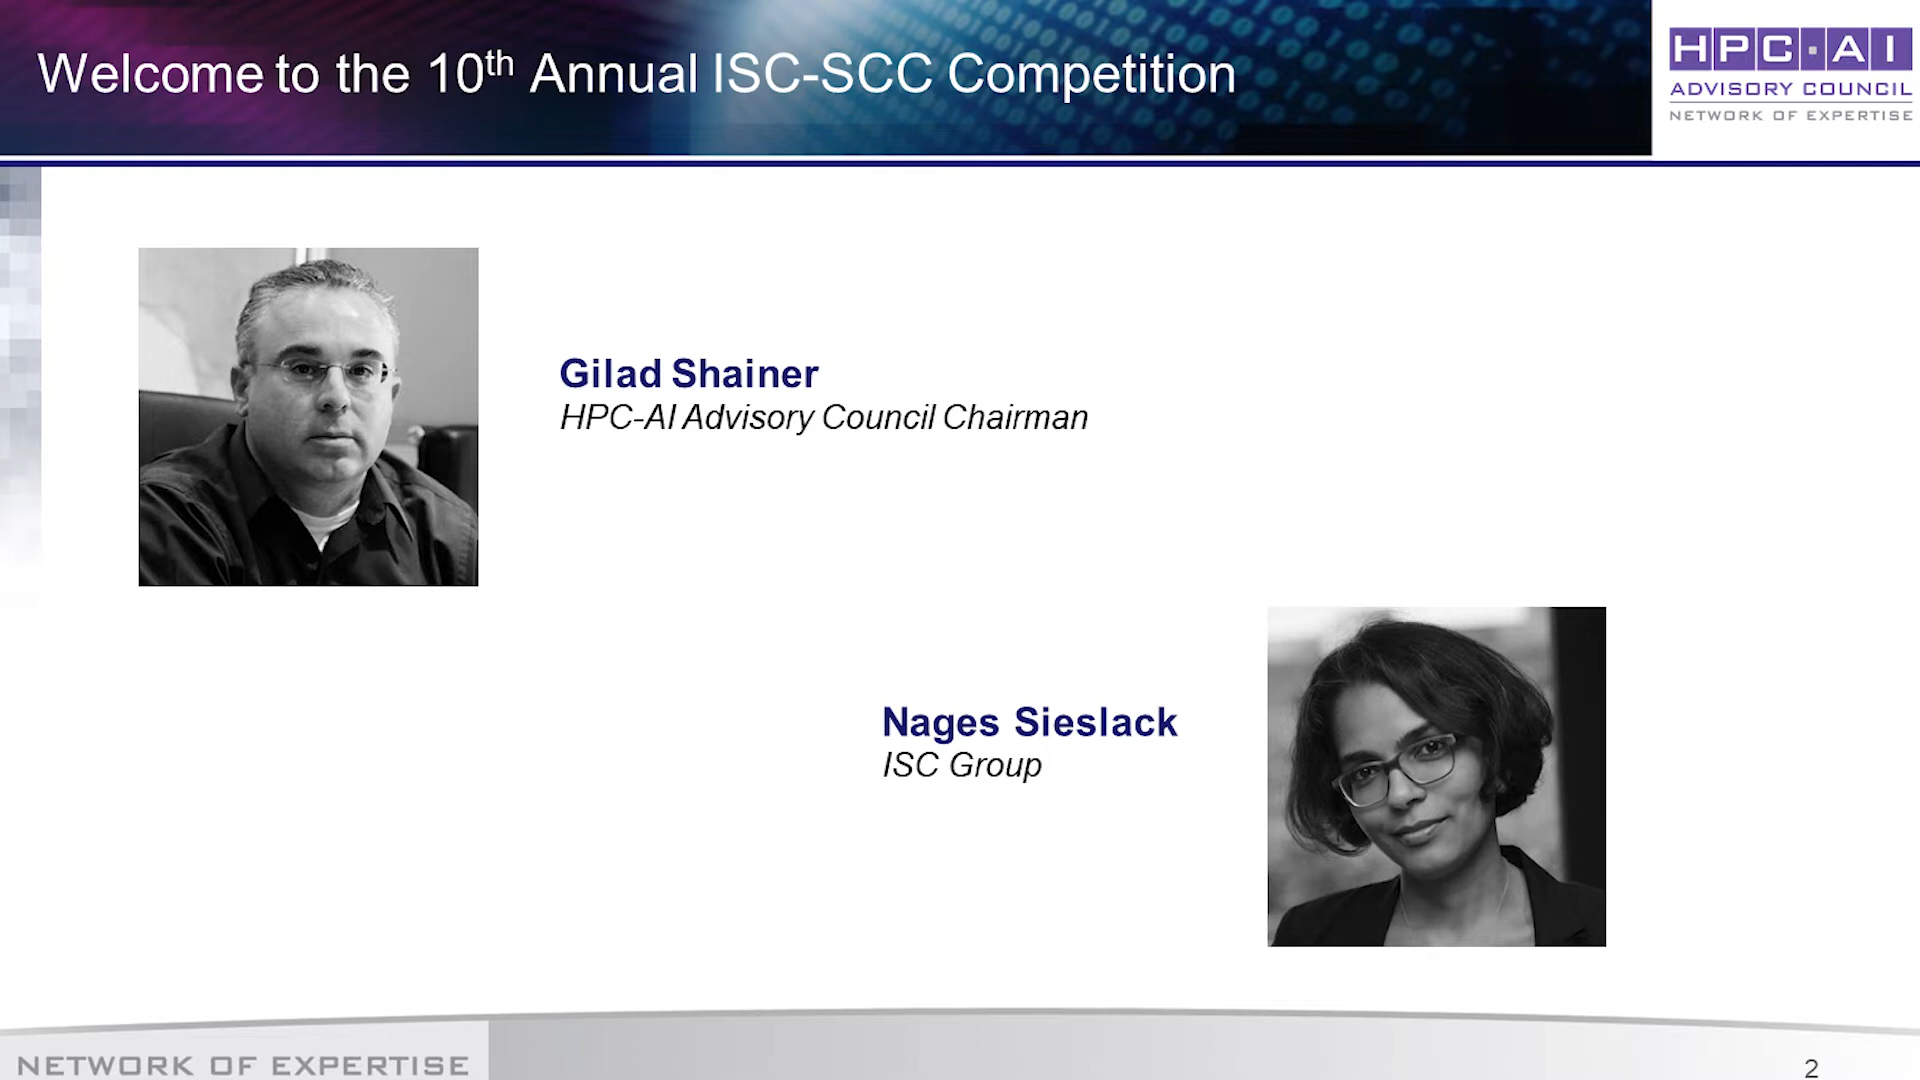 Welcome to the 10th Annual ISC-SCC Competition
HPC·AI
ADVISORY COUNCIL
NETWORK OF EXPERTISE
Gilad Shainer
HPC-AI Advisory Council Chairman
Nages Sieslack
ISC Group
NETWORK OF EXPERTISE
2